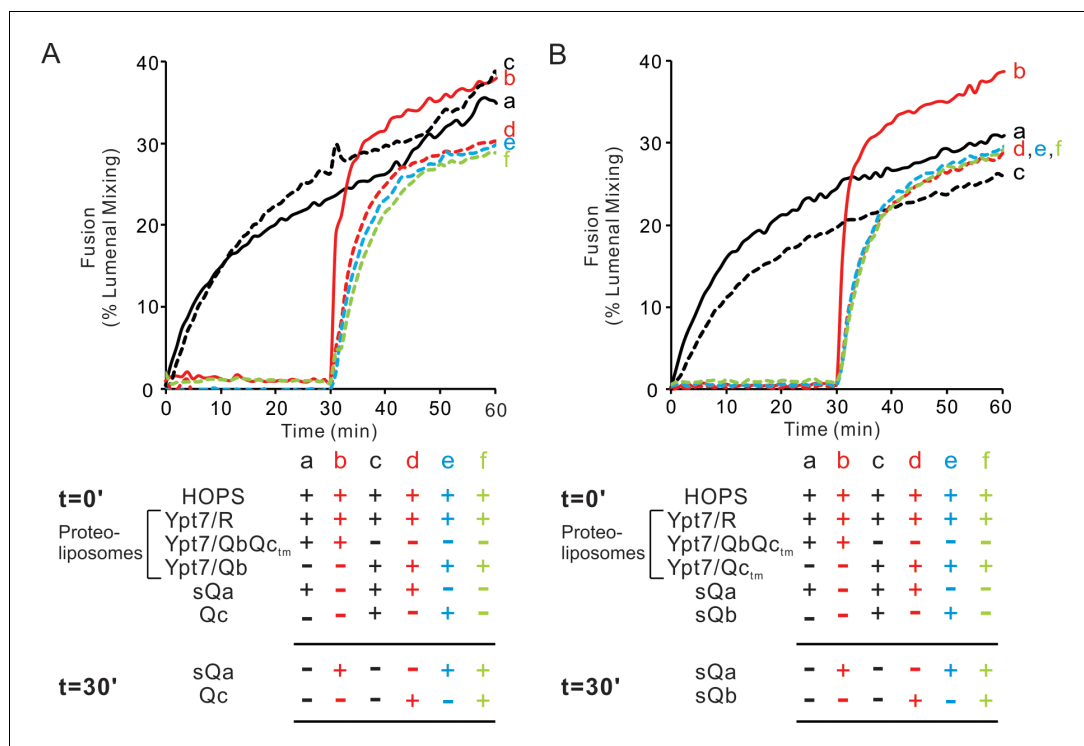 A
B
40
30
20
10
0
Fusion
(% Lumenal Mixing)
0 10 20 30 40 50 60
Time (min)
c
b
a
d
e
f
40
30
20
10
0
Fusion
(% Lumenal Mixing)
0 10 20 30 40 50 60
Time (min)
b
a
d,e,f
c
a b c d e f
t=0'
HOPS + + + + + +
Proteo-
liposomes
Ypt7/R + + + + + +
Ypt7/QbQctm + + - - - -
Ypt7/Qb - - + + + +
sQa + - + + - -
Qc - - + - + -
t=30'
sQa - + - - + +
Qc - - - + - +
a b c d e f
t=0'
HOPS + + + + + +
Proteo-
liposomes
Ypt7/R + + + + + +
Ypt7/QbQctm + + - - - -
Ypt7/Qctm - - + + + +
sQa + - + + - -
sQb - - + - + -
t=30'
sQa - + - - + +
sQb - - - + - +